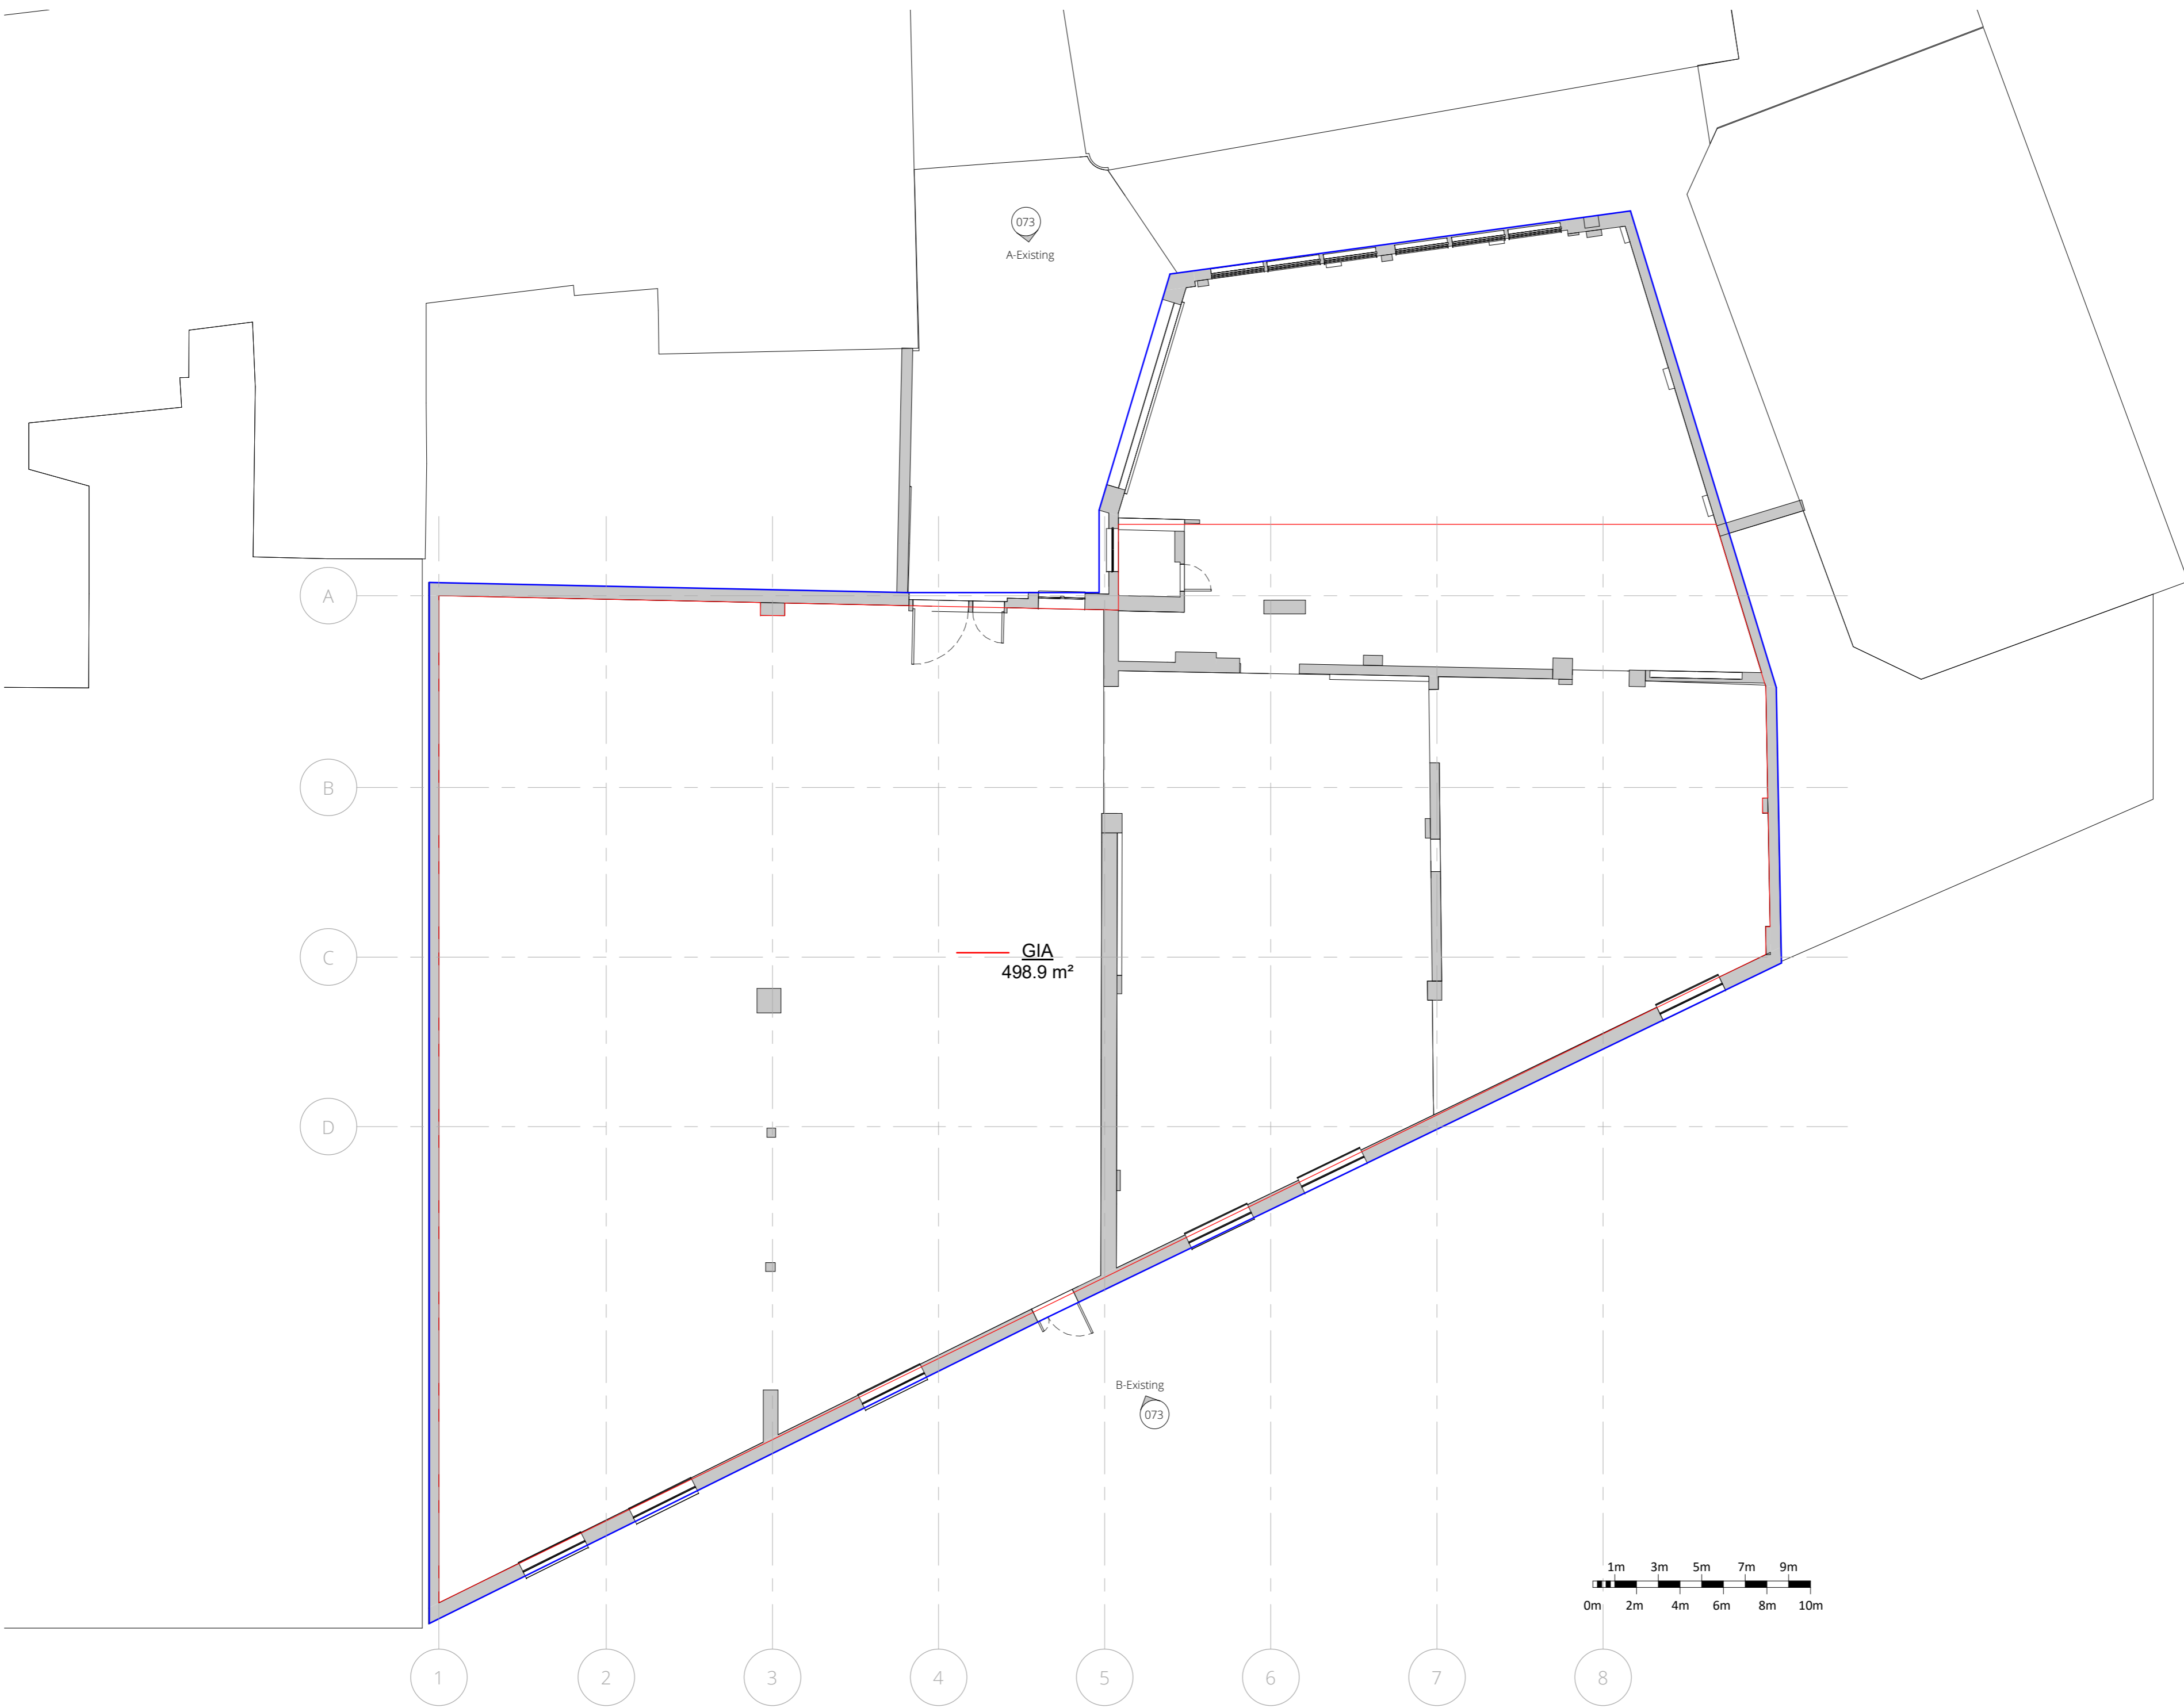 073
A-Existing
A
B
C
D
GIA
498.9 m²
B-Existing
073
1m 3m 5m 7m 9m
0m 2m 4m 6m 8m 10m
1 2 3 4 5 6 7 8